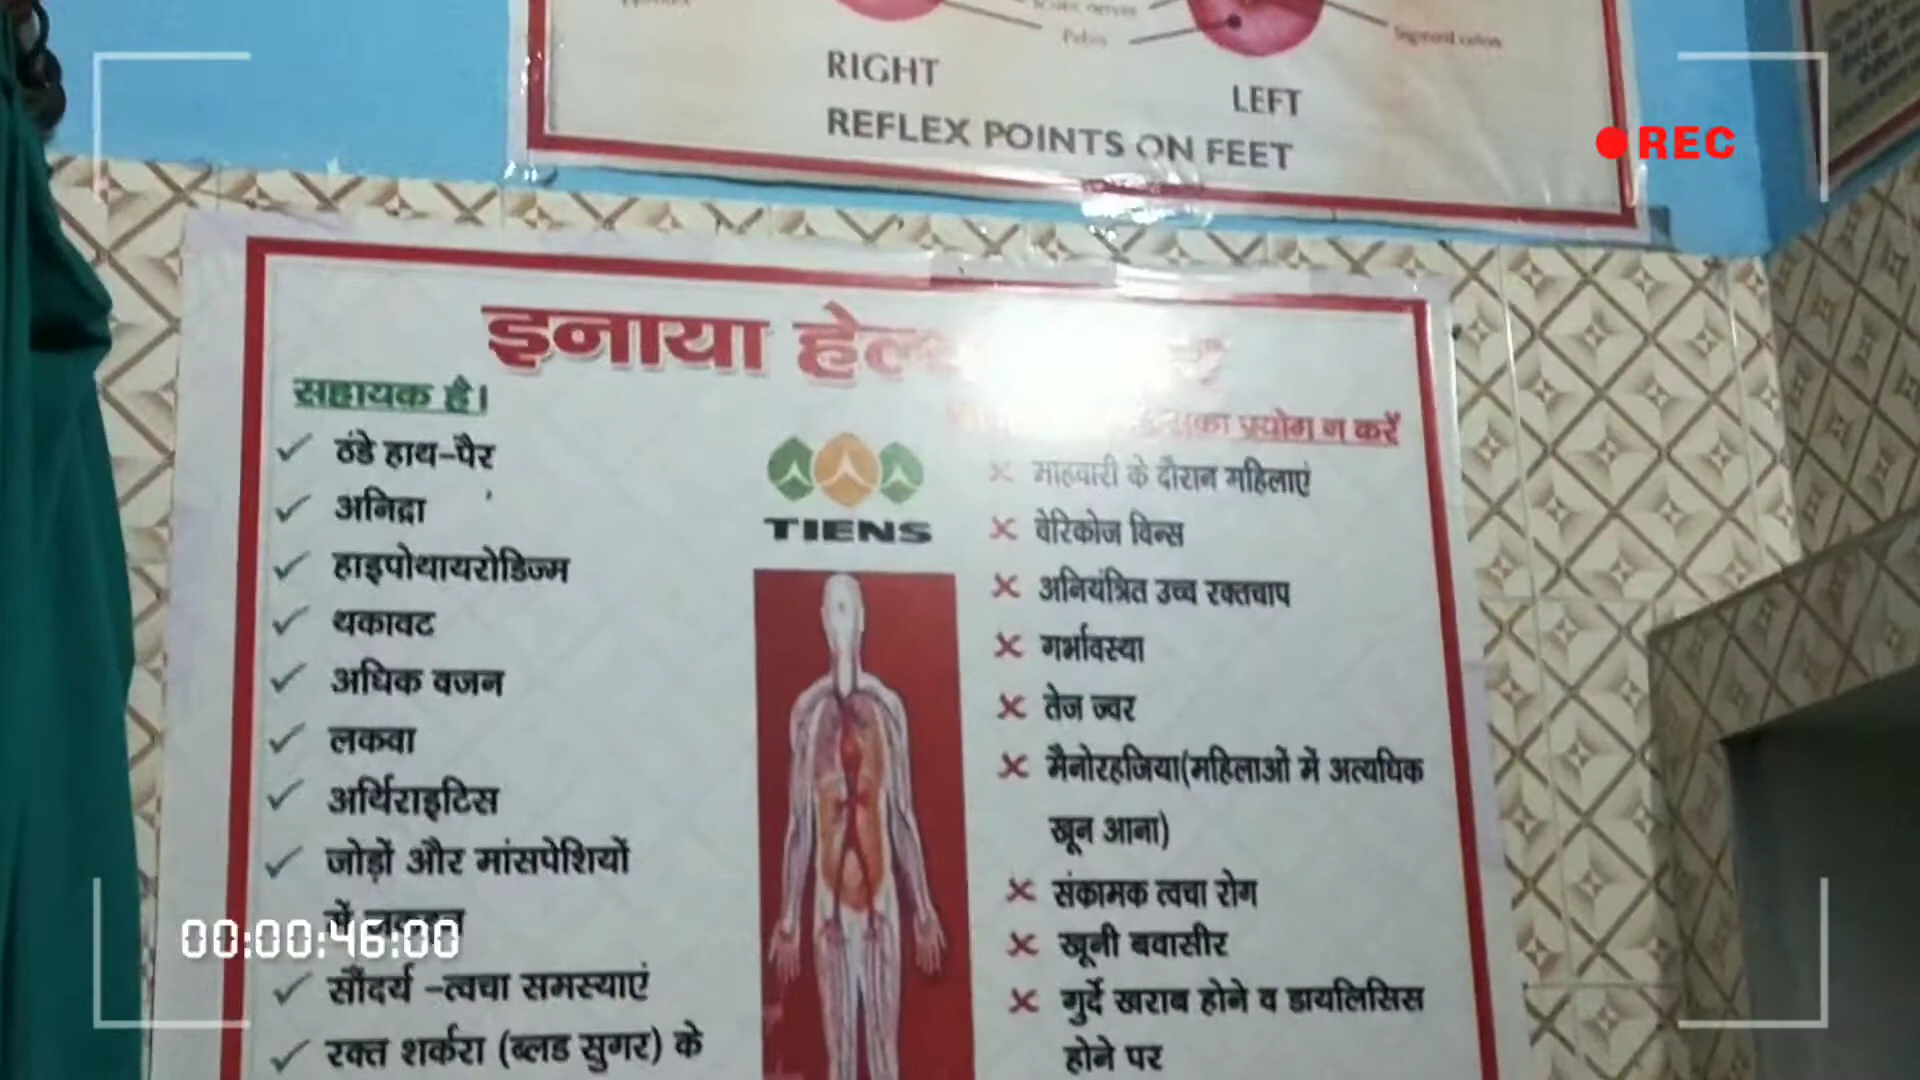 Pelvis
Sigmoid colon
RIGHT
LEFT
REFLEX POINTS ON FEET
REC
इनाया
सहायक है।
प्रयोग न करें
ठंडे हाथ-पैर
अनिद्रा
हाइपोथायरोडिज्म
थकावट
अधिक वजन
लकवा
अर्थिराइटिस
जोड़ों और मांसपेशियों
में
सौंदर्य -त्वचा समस्याएं
रक्त शर्करा (ब्लड सुगर) के
TIENS
माहवारी के दौरान महिलाएं
वेरिकोज विन्स
अनियंत्रित उच्च रक्तचाप
गर्भावस्था
तेज ज्वर
मैनोरहजिया(महिलाओं में अत्यधिक
खून आना)
संकामक त्वचा रोग
खूनी बवासीर
गुर्दे खराब होने व डायलिसिस
होने पर
00:00:46:00